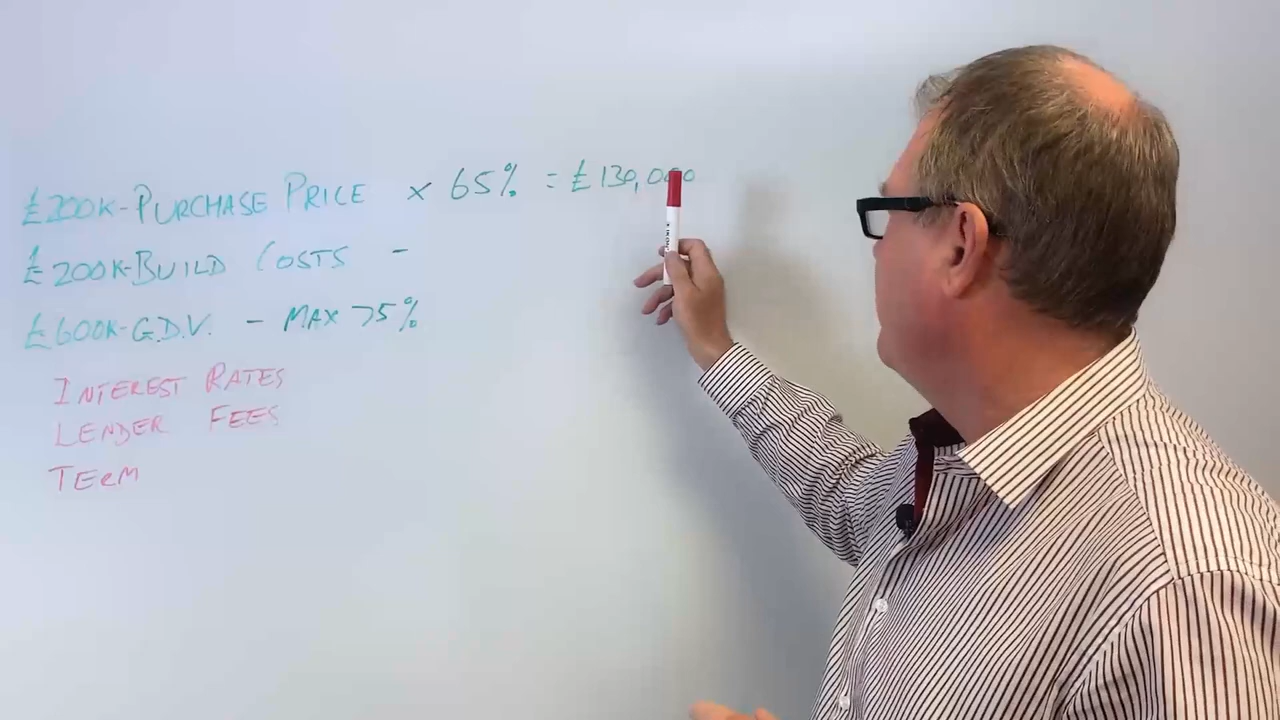 £200K-PURCHASE PRICE × 65% = £130,000
£200K-BUILD COSTS -
£600K-G.D.V. - MAX 75%
INTEREST RATES
LENDER FEES
TERM